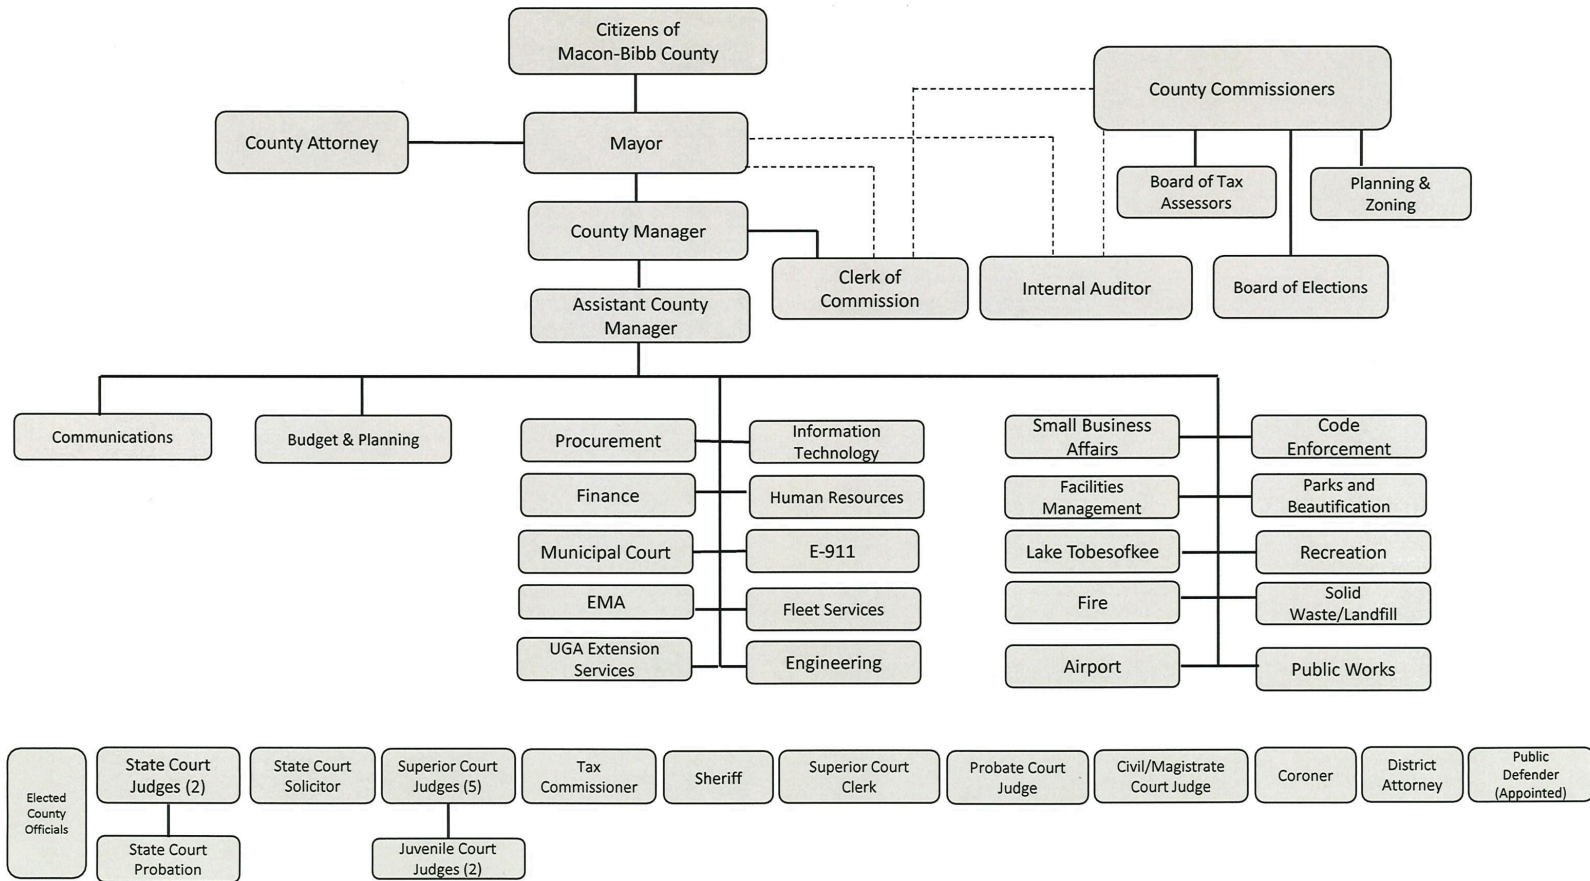 Citizens of
Macon-Bibb County
County Commissioners
County Attorney
Mayor
Board of Tax
Assessors
Planning &
Zoning
County Manager
Clerk of
Commission
Internal Auditor
Board of Elections
Assistant County
Manager
Communications
Budget & Planning
Procurement
Information
Technology
Small Business
Affairs
Code
Enforcement
Finance
Human Resources
Facilities
Management
Parks and
Beautification
Municipal Court
E-911
Lake Tobesofkee
Recreation
EMA
Fleet Services
Fire
Solid
Waste/Landfill
UGA Extension
Services
Engineering
Airport
Public Works
Elected
County
Officials
State Court
Judges (2)
State Court
Solicitor
Superior Court
Judges (5)
Tax
Commissioner
Sheriff
Superior Court
Clerk
Probate Court
Judge
Civil/Magistrate
Court Judge
Coroner
District
Attorney
Public
Defender
(Appointed)
State Court
Probation
Juvenile Court
Judges (2)